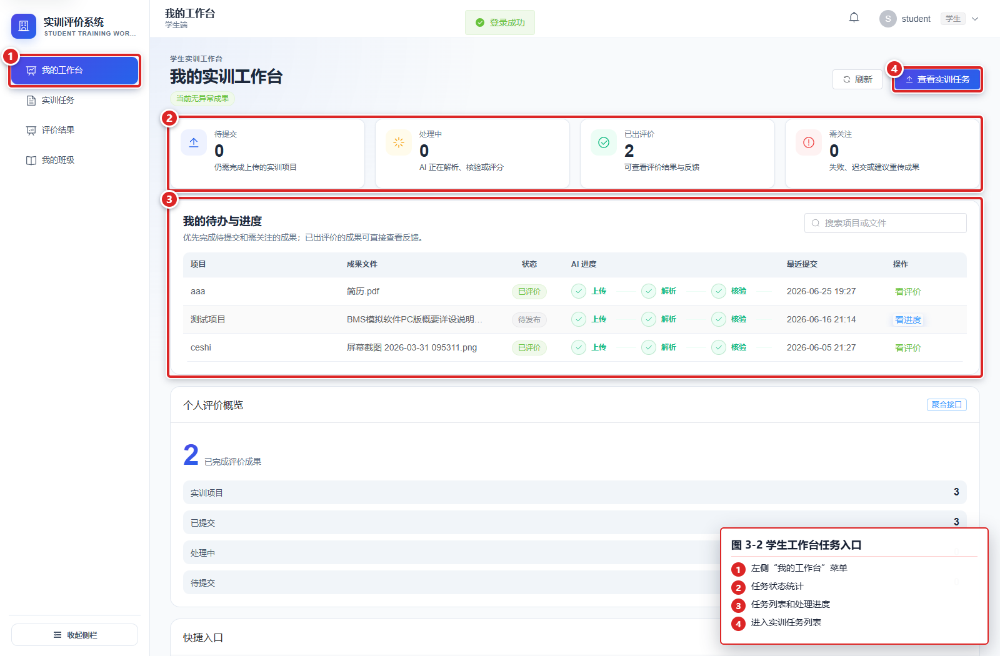 实训评价系统
STUDENT TRAINING WOR...
我的工作台
学生端
登录成功
S student 学生
1
我的工作台
实训任务
评价结果
我的班级
收起侧栏
学生实训工作台
我的实训工作台
当前无异常成果
刷新
4
查看实训任务
2
待提交
0
仍需完成上传的实训项目
处理中
0
AI 正在解析、核验或评分
已出评价
2
可查看评价结果与反馈
需关注
0
失败、迟交或建议重传成果
3
我的待办与进度
优先完成待提交和需关注的成果；已出评价的成果可直接查看反馈。
搜索项目或文件
项目 成果文件 状态 AI 进度 最近提交 操作
aaa 简历.pdf 已评价 上传 解析 核验 2026-06-25 19:27 看评价
测试项目 BMS模拟软件PC版概要详设说明... 待发布 上传 解析 核验 2026-06-16 21:14 看进度
ceshi 屏幕截图 2026-03-31 095311.png 已评价 上传 解析 核验 2026-06-05 21:27 看评价
个人评价概览
聚合接口
2 已完成评价成果
实训项目 3
已提交 3
处理中
待提交
快捷入口
图 3-2 学生工作台任务入口
1 左侧“我的工作台”菜单
2 任务状态统计
3 任务列表和处理进度
4 进入实训任务列表